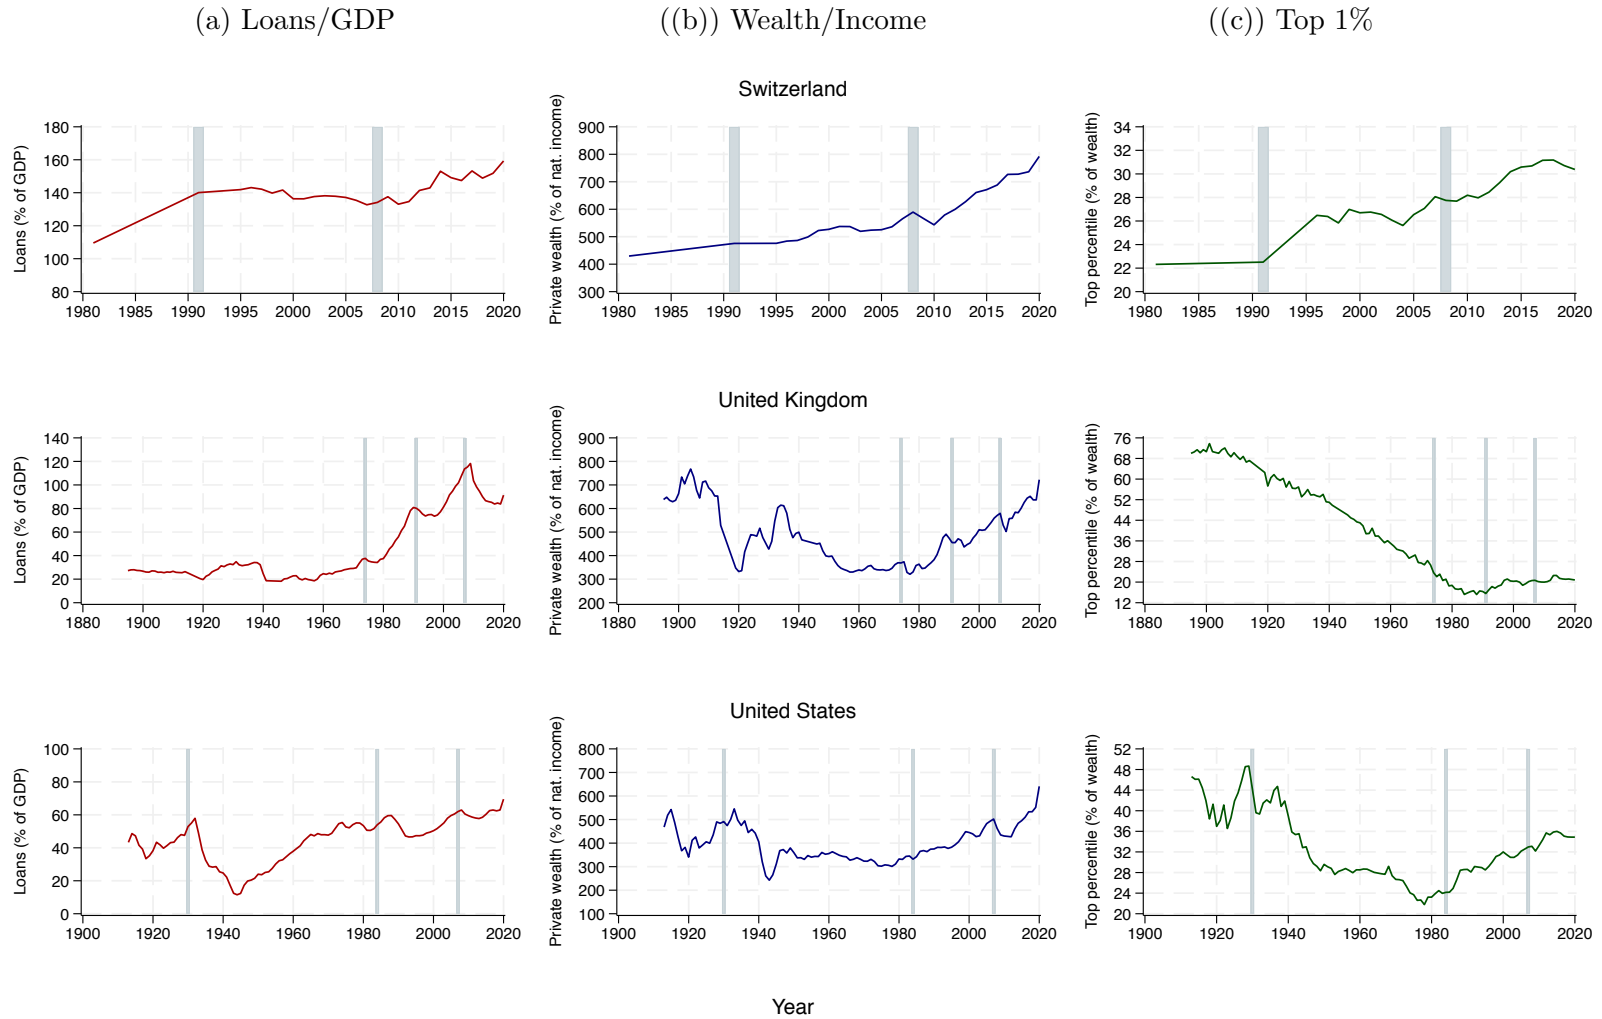 (a) Loans/GDP
((b)) Wealth/Income
((c)) Top 1%
Switzerland
Loans (% of GDP)
180
160
140
120
100
80
1980 1985 1990 1995 2000 2005 2010 2015 2020
Private wealth (% of nat. income)
900
800
700
600
500
400
300
1980 1985 1990 1995 2000 2005 2010 2015 2020
Top percentile (% of wealth)
34
32
30
28
26
24
22
20
1980 1985 1990 1995 2000 2005 2010 2015 2020
United Kingdom
Loans (% of GDP)
140
120
100
80
60
40
20
0
1880 1900 1920 1940 1960 1980 2000 2020
Private wealth (% of nat. income)
900
800
700
600
500
400
300
200
1880 1900 1920 1940 1960 1980 2000 2020
Top percentile (% of wealth)
76
68
60
52
44
36
28
20
12
1880 1900 1920 1940 1960 1980 2000 2020
United States
Loans (% of GDP)
100
80
60
40
20
0
1900 1920 1940 1960 1980 2000 2020
Private wealth (% of nat. income)
800
700
600
500
400
300
200
100
1900 1920 1940 1960 1980 2000 2020
Top percentile (% of wealth)
52
48
44
40
36
32
28
24
20
1900 1920 1940 1960 1980 2000 2020
Year